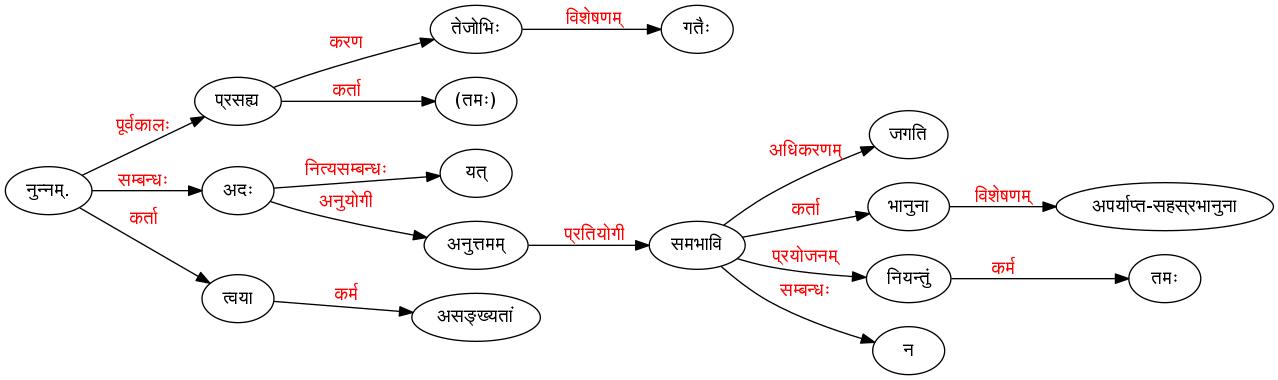 विशेषणम्
तेजोभिः
गतैः
करण
प्रसह्य
कर्ता
(तमः)
पूर्वकालः
जगति
अधिकरणम्
नित्यसम्बन्धः
यत्
नुन्नम्.
सम्बन्धः
अदः
अनुयोगी
कर्ता
भानुना
विशेषणम्
अपर्याप्त-सहस्रभानुना
कर्ता
अनुत्तमम्
प्रतियोगी
समभावि
प्रयोजनम्
नियन्तुं
कर्म
तमः
सम्बन्धः
त्वया
कर्म
असङ्ख्यतां
न